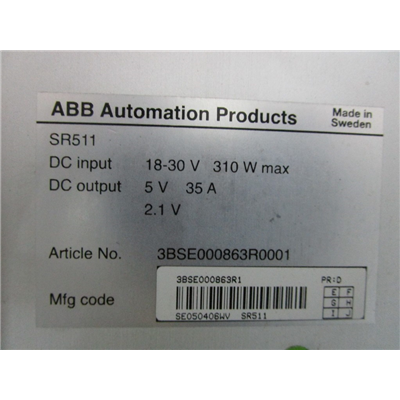 ABB Automation Products
Made in
Sweden
SR511
DC input 18-30 V 310 W max
DC output 5 V 35 A
2.1 V
Article No. 3BSE000863R0001
3BSE000863R1 PR:D
Mfg code
E F
G H
I J
SE050406WV SR511